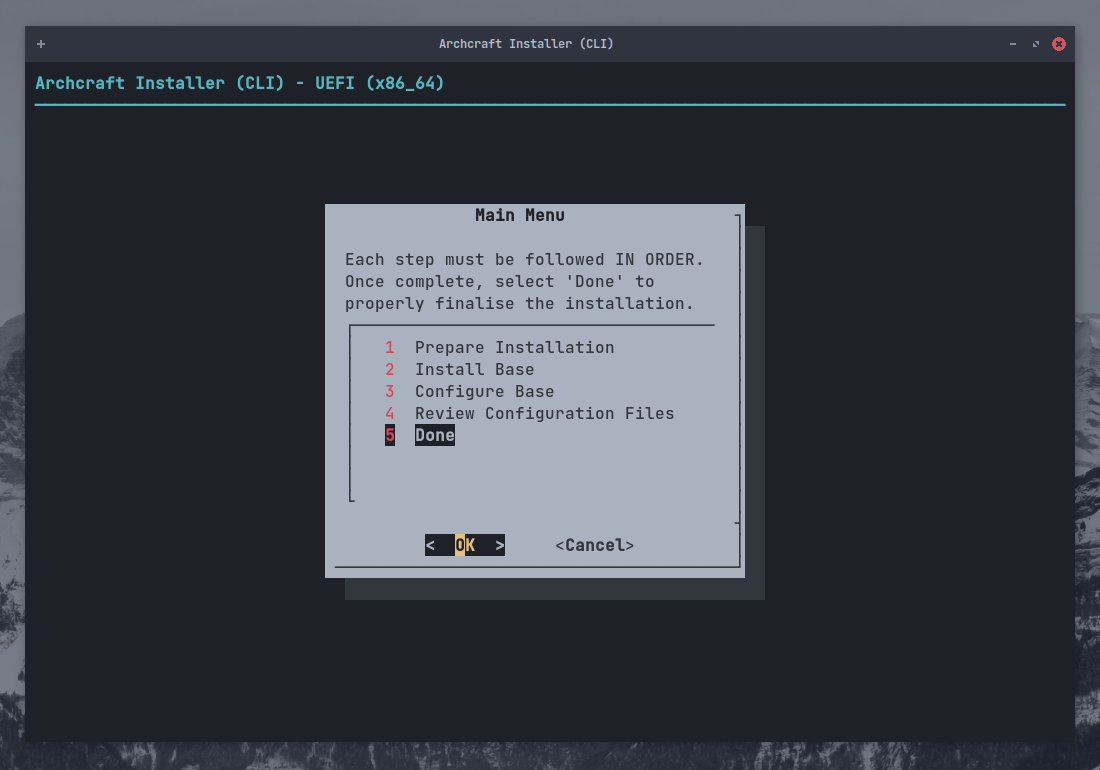 Archcraft Installer (CLI)
Archcraft Installer (CLI) - UEFI (x86_64)
Main Menu
Each step must be followed IN ORDER.
Once complete, select 'Done' to
properly finalise the installation.
1 Prepare Installation
2 Install Base
3 Configure Base
4 Review Configuration Files
5 Done
< OK > <Cancel>